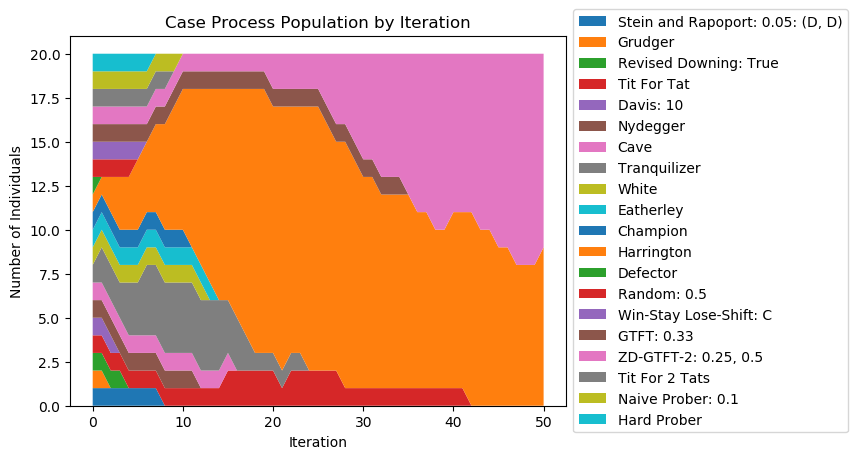 Case Process Population by Iteration
20.0
17.5
15.0
12.5
10.0
7.5
5.0
2.5
0.0
Number of Individuals
0 10 20 30 40 50
Iteration
Stein and Rapoport: 0.05: (D, D)
Grudger
Revised Downing: True
Tit For Tat
Davis: 10
Nydegger
Cave
Tranquilizer
White
Eatherley
Champion
Harrington
Defector
Random: 0.5
Win-Stay Lose-Shift: C
GTFT: 0.33
ZD-GTFT-2: 0.25, 0.5
Tit For 2 Tats
Naive Prober: 0.1
Hard Prober